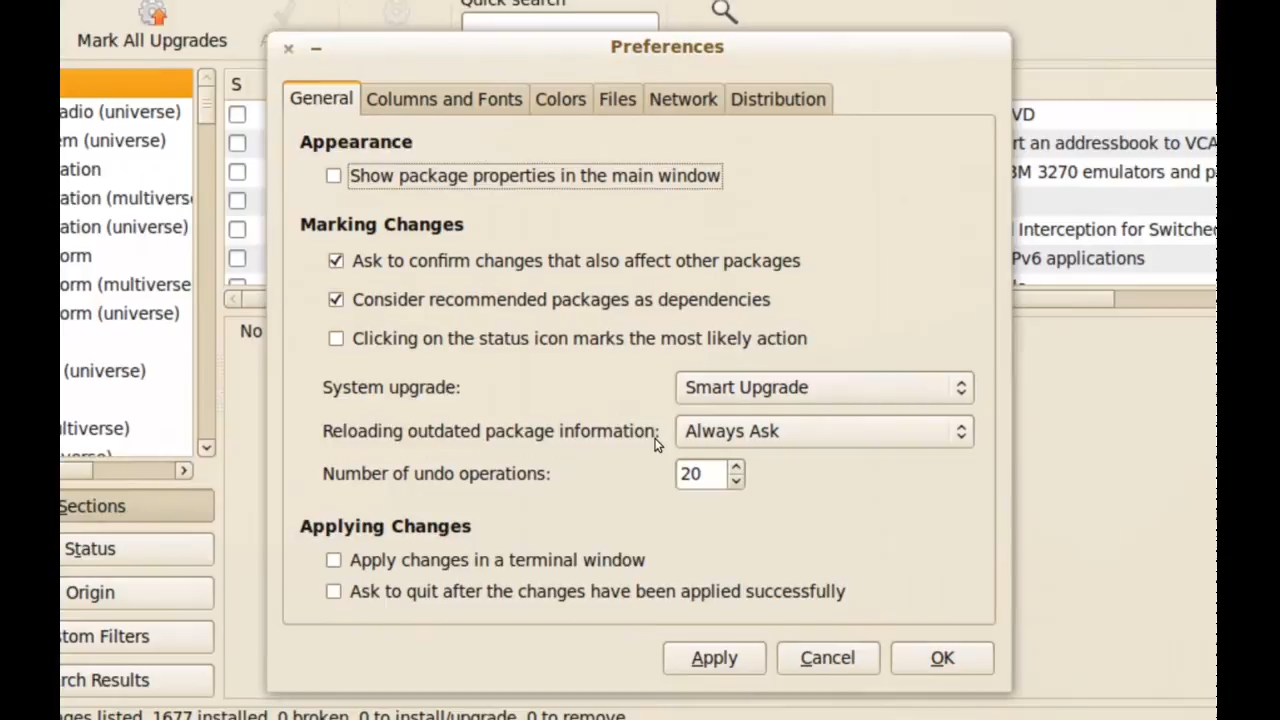 Quick search
Mark All Upgrades
Preferences
S
General
Columns and Fonts
Colors
Files
Network
Distribution
adio (universe)
em (universe)
ation
(multivers
ation (universe)
orm
orm (multiverse
orm (universe)
(universe)
ltiverse)
VD
rt an addressbook to VCA
BM 3270 emulators and p
Interception for Switche
Pv6 applications
No
Appearance
Show package properties in the main window
Marking Changes
Ask to confirm changes that also affect other packages
Consider recommended packages as dependencies
Clicking on the status icon marks the most likely action
System upgrade:
Smart Upgrade
Reloading outdated package information:
Always Ask
Number of undo operations:
20
Applying Changes
Apply changes in a terminal window
Ask to quit after the changes have been applied successfully
Apply
Cancel
OK
Sections
Status
Origin
stom Filters
rch Results
ges listed, 1677 installed, 0 broken. 0 to install/upgrade, 0 to remove